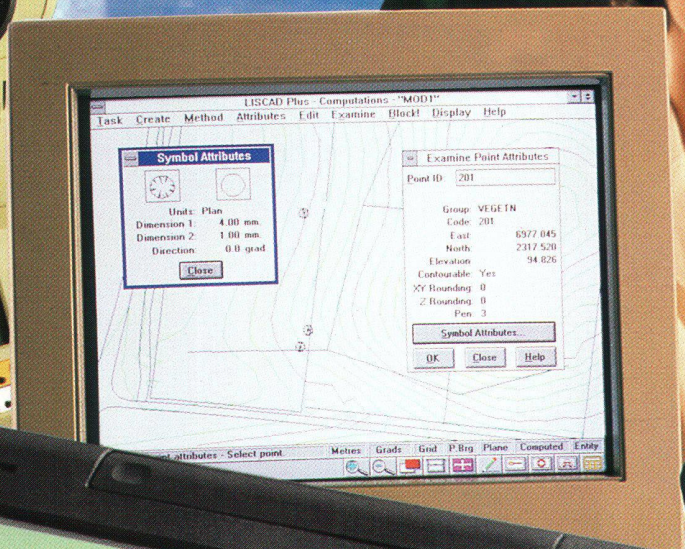 LISCAD Plus - Computations - "MOD1"
Task Create Method Attributes Edit Examine Block! Display Help
Symbol Attributes
Units: Plan
Dimension 1: 4.00 mm.
Dimension 2: 1.00 mm.
Direction: 0.0 grad
Close
Examine Point Attributes
Point ID: 201
Group: VEGETN
Code: 201
East: 6977.045
North: 2317.520
Elevation 94.826
Contourable: Yes
XY Rounding: 0
Z Rounding: 0
Pen: 3
Symbol Attributes...
OK Close Help
attributes - Select point. Metres Grads Grid P.Brg Plane Computed Entity